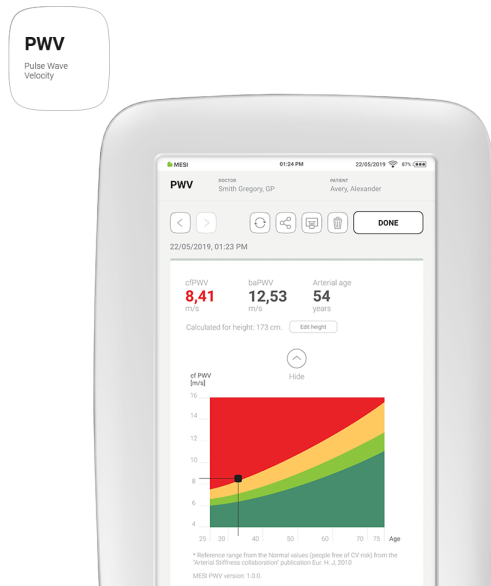 PWV
Pulse Wave
Velocity
MESI
01:24 PM
22/05/2019
87%
PWV
DOCTOR
Smith Gregory, GP
PATIENT
Avery, Alexander
DONE
22/05/2019, 01:23 PM
cfPWV
8,41
m/s
baPWV
12,53
m/s
Arterial age
54
years
Calculated for height: 173 cm.
Edit height
Hide
cf PWV
[m/s]
16
14
12
10
8
6
4
25 30 40 50 60 70 75 Age
* Reference range from the Normal values (people free of CV risk) from the
"Arterial Stiffness collaboration" publication Eur. H. J, 2010
MESI PWV version: 1.0.0.